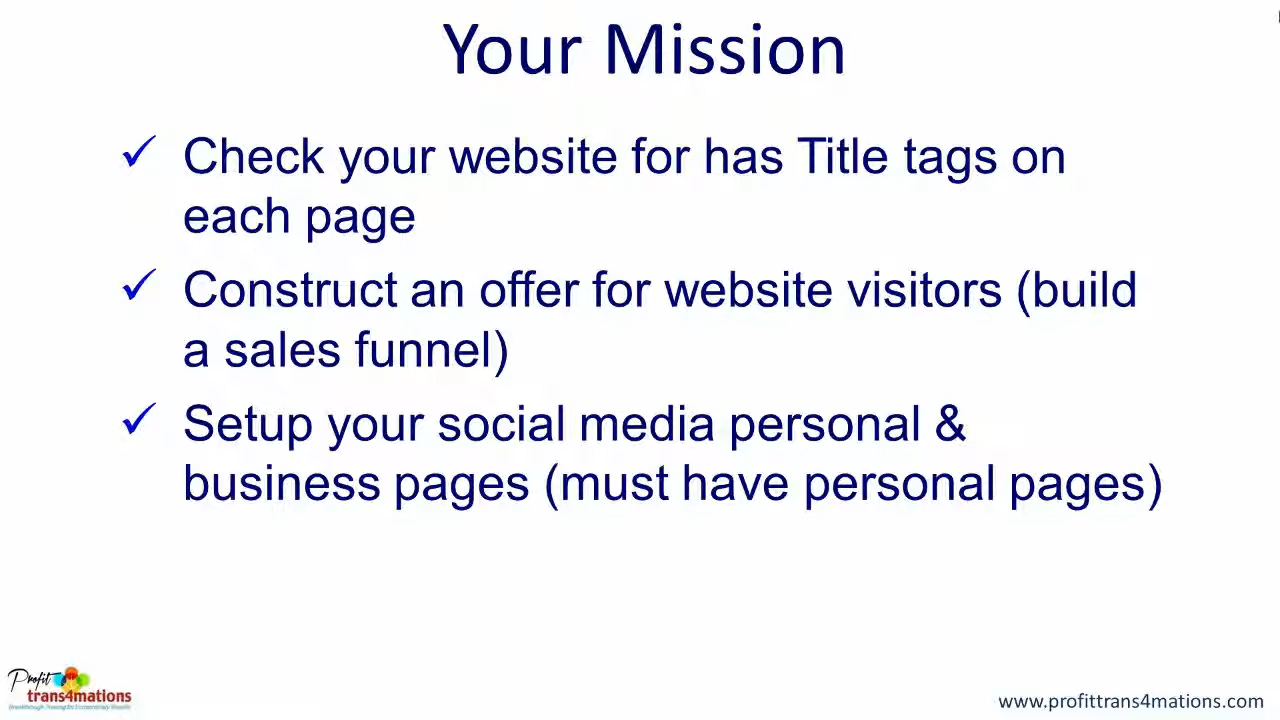 Your Mission
✓ Check your website for has Title tags on
each page
✓ Construct an offer for website visitors (build
a sales funnel)
✓ Setup your social media personal &
business pages (must have personal pages)
Profit
trans4mations
www.profittrans4mations.com